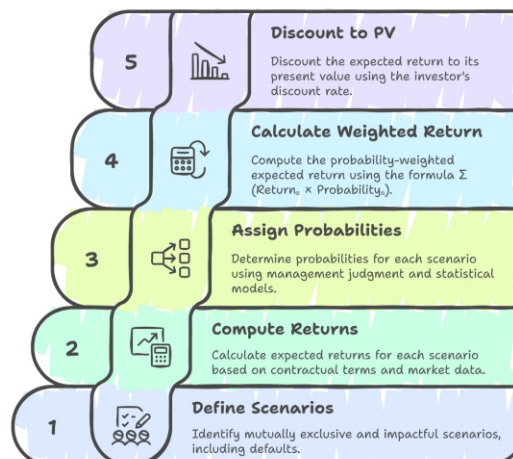 5
Discount to PV
Discount the expected return to its
present value using the investor's
discount rate.
4
Calculate Weighted Return
Compute the probability-weighted
expected return using the formula Σ
(Returnₐ × Probabilityₐ).
3
Assign Probabilities
Determine probabilities for each scenario
using management judgment and statistical
models.
2
Compute Returns
Calculate expected returns for each scenario
based on contractual terms and market data.
1
Define Scenarios
Identify mutually exclusive and impactful scenarios,
including defaults.